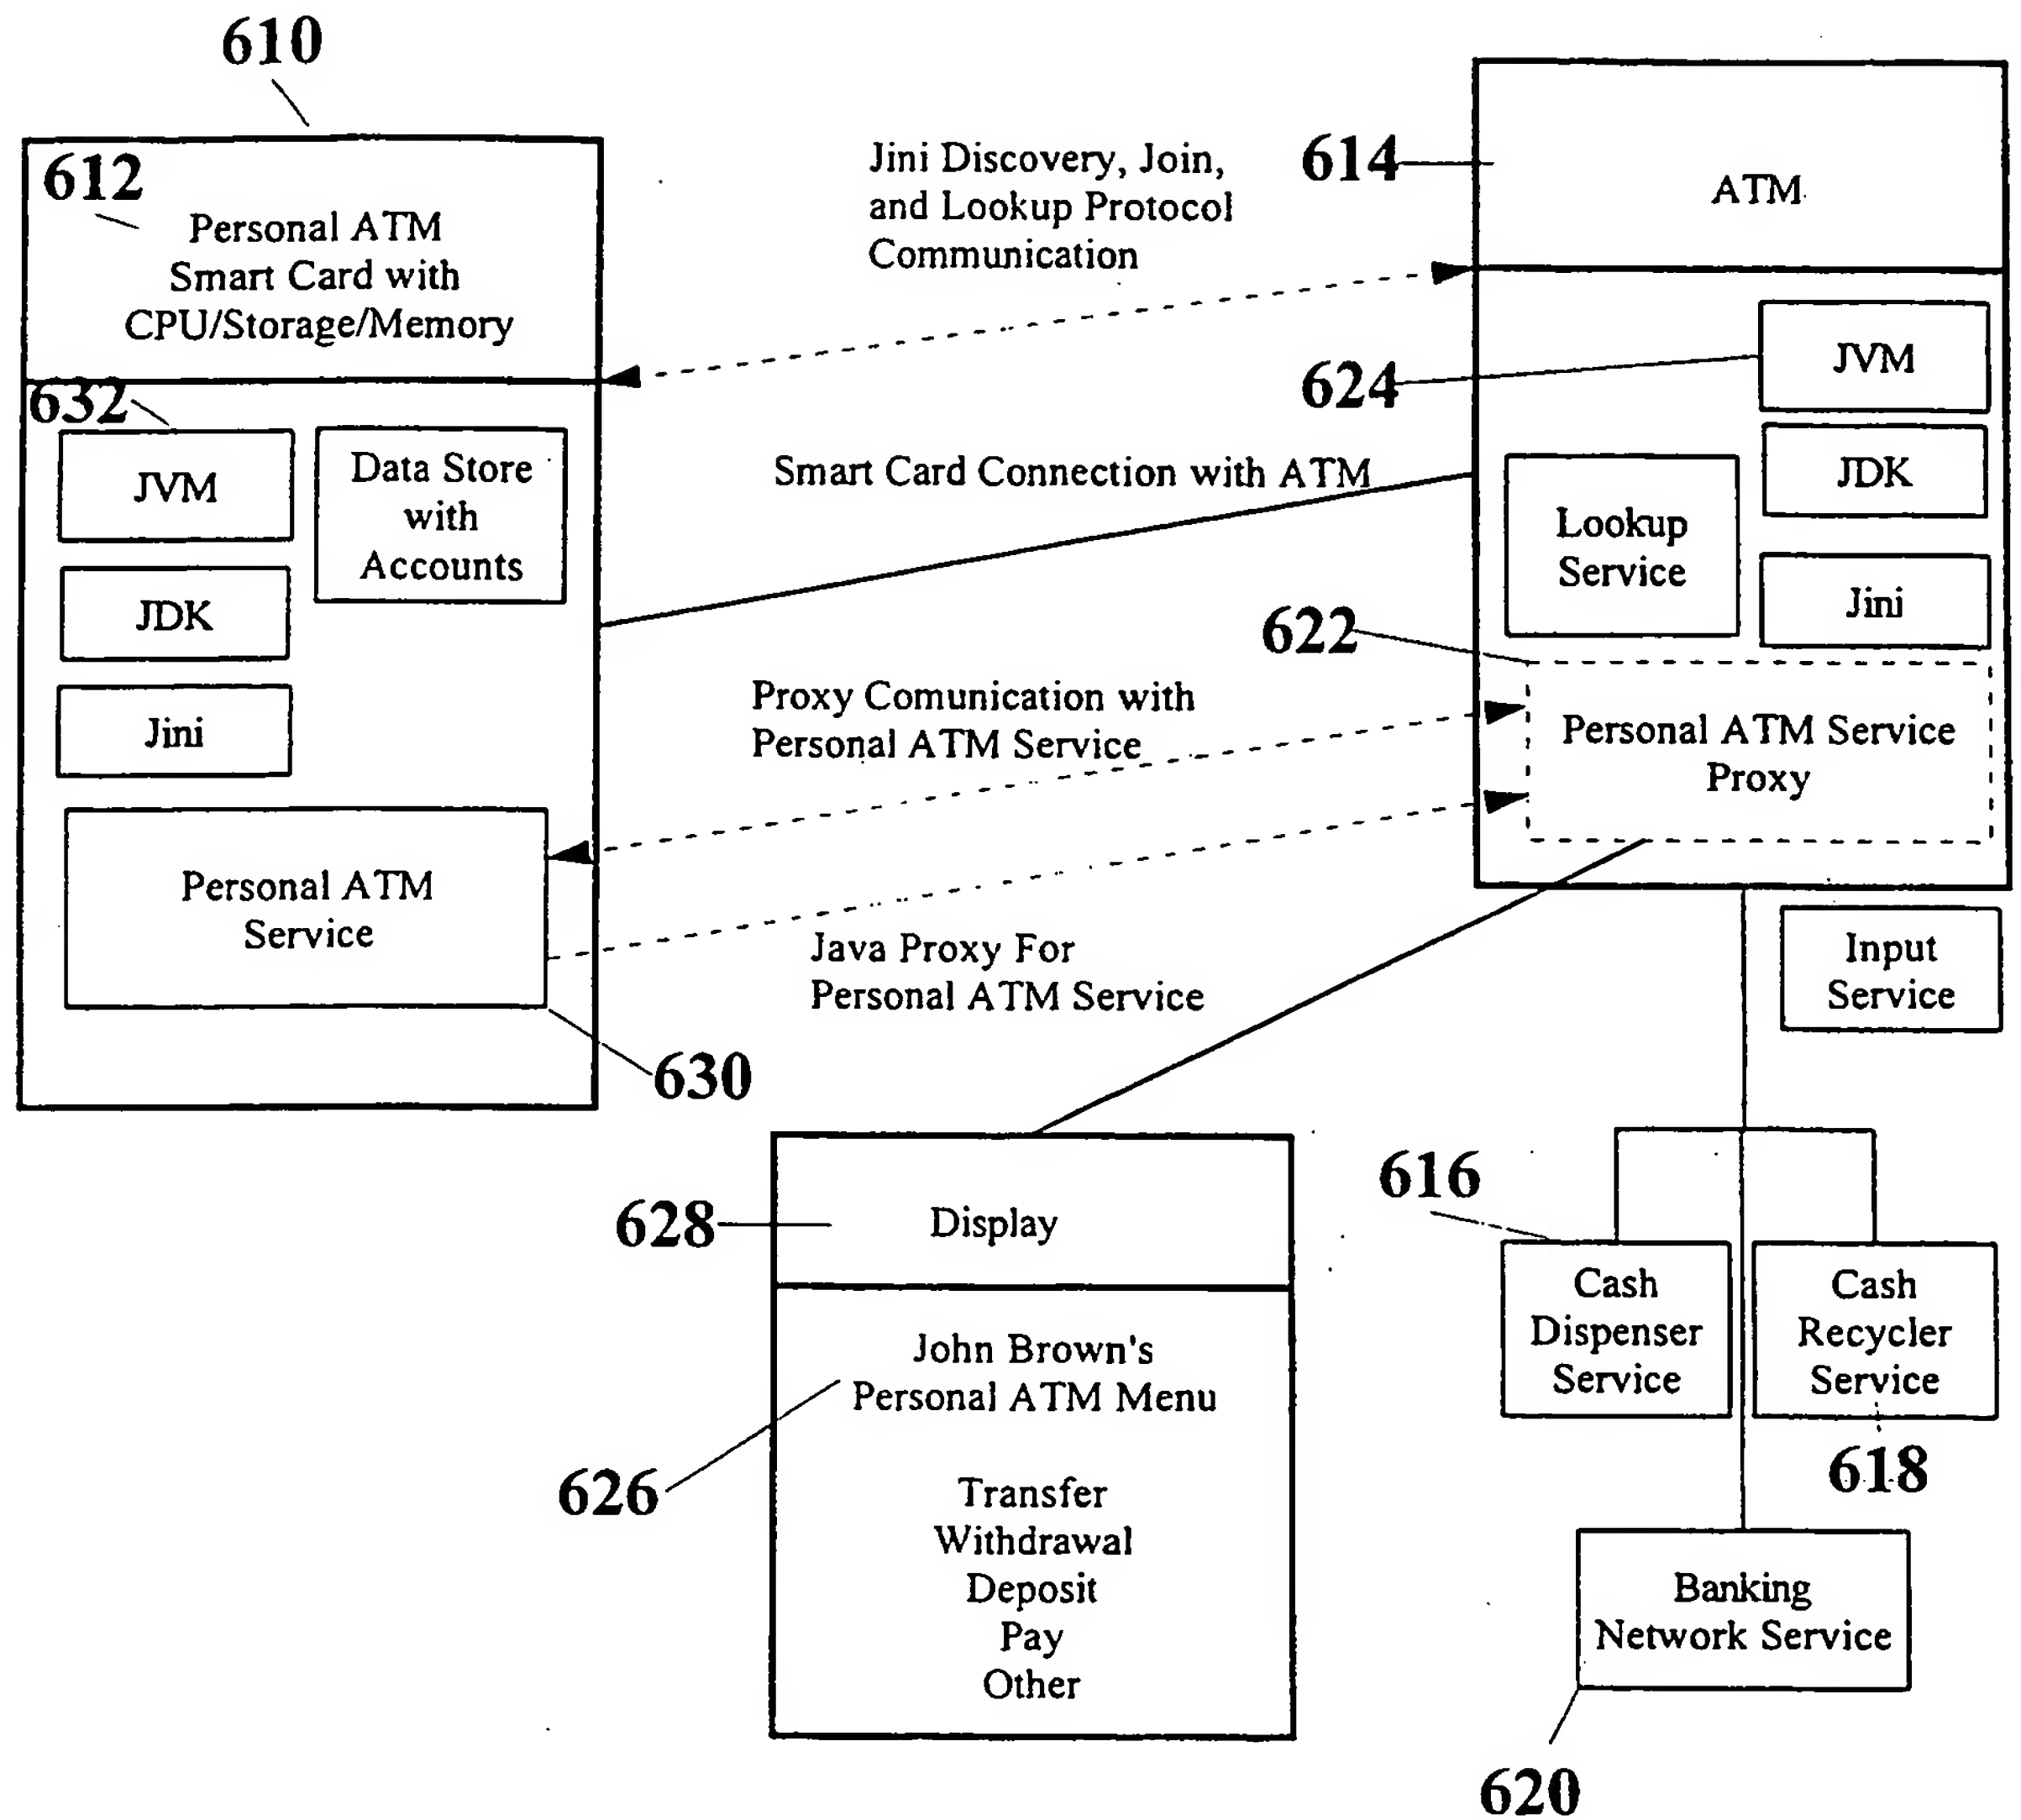 610
612
Personal ATM
Smart Card with
CPU/Storage/Memory
632
JVM
Data Store
with
Accounts
JDK
Jini
Personal ATM
Service
630
Jini Discovery, Join,
and Lookup Protocol
Communication
Smart Card Connection with ATM
Proxy Comunication with
Personal ATM Service
Java Proxy For
Personal ATM Service
614
ATM
624
JVM
JDK
Lookup
Service
Jini
622
Personal ATM Service
Proxy
Input
Service
628
Display
626
John Brown's
Personal ATM Menu
Transfer
Withdrawal
Deposit
Pay
Other
616
Cash
Dispenser
Service
Cash
Recycler
Service
618
Banking
Network Service
620